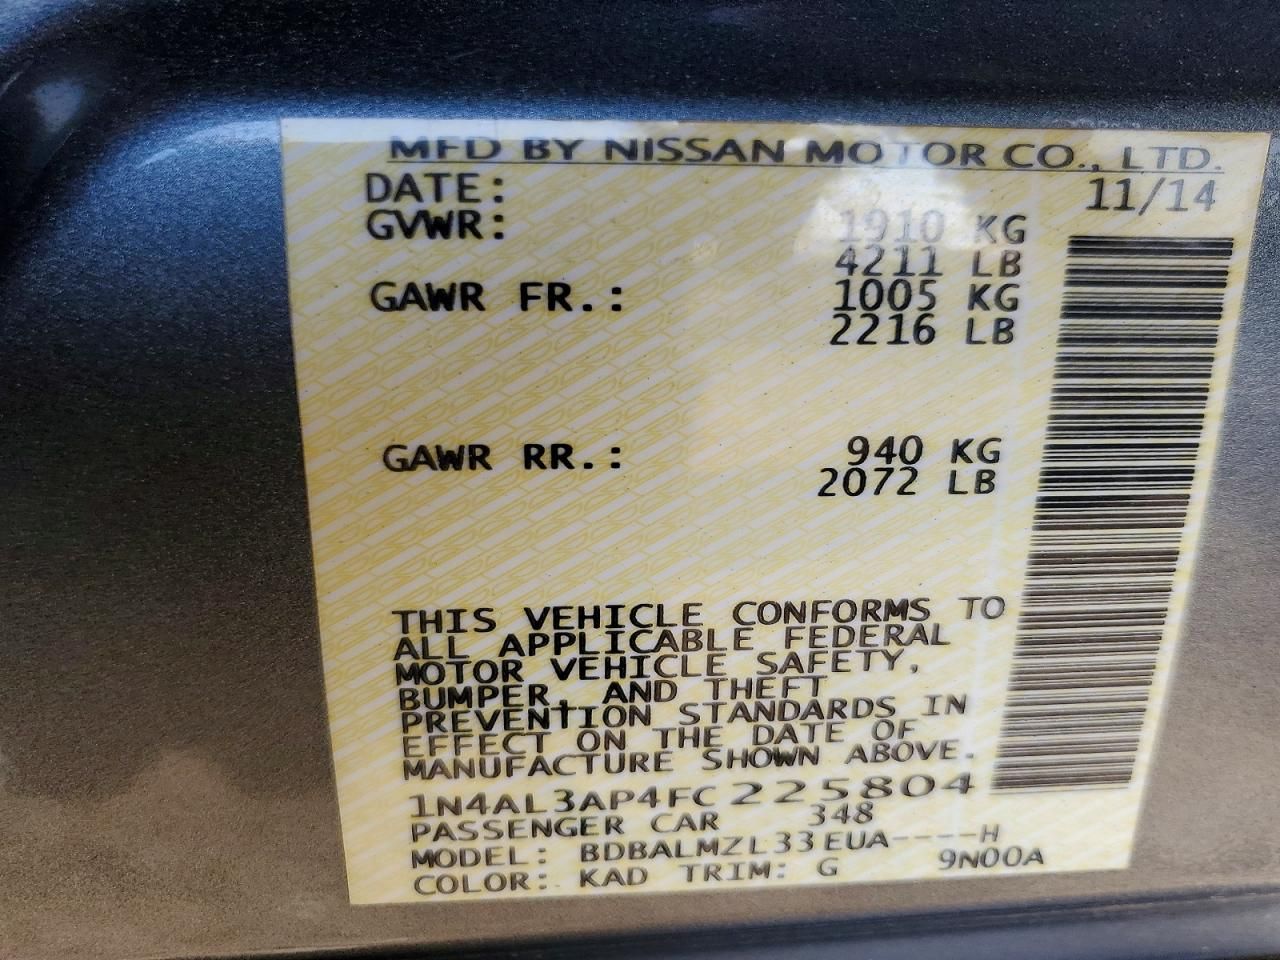 MFD BY NISSAN MOTOR CO., LTD.
DATE: 11/14
GVWR: 1910 KG
4211 LB
GAWR FR.: 1005 KG
2216 LB
GAWR RR.: 940 KG
2072 LB
THIS VEHICLE CONFORMS TO
ALL APPLICABLE FEDERAL
MOTOR VEHICLE SAFETY,
BUMPER, AND THEFT
PREVENTION STANDARDS IN
EFFECT ON THE DATE OF
MANUFACTURE SHOWN ABOVE.
1N4AL3AP4FC225804
PASSENGER CAR 348
MODEL: BDBALMZL33EUA----H
COLOR: KAD TRIM: G 9N00A